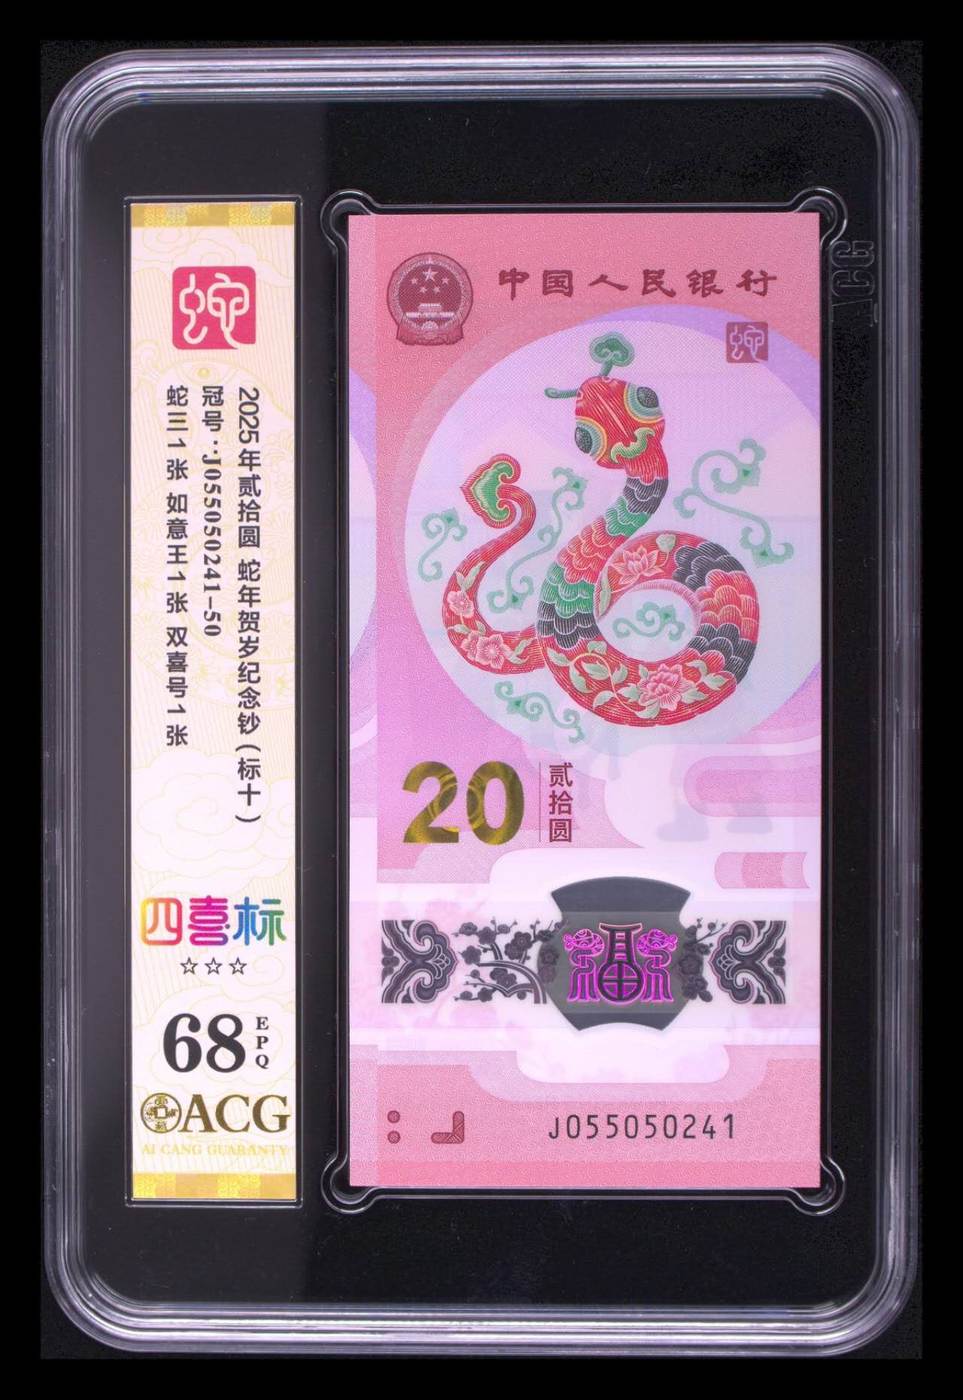 蛇
2025年贰拾圆 蛇年贺岁纪念钞(标十)
冠号:J055050241-50
蛇三1张 如意王1张 双喜号1张
四喜标
☆☆☆
68 EPQ
ACG
AI CANG GUARANTY
中国人民银行
蛇
20 贰拾圆
福
J055050241
ACG